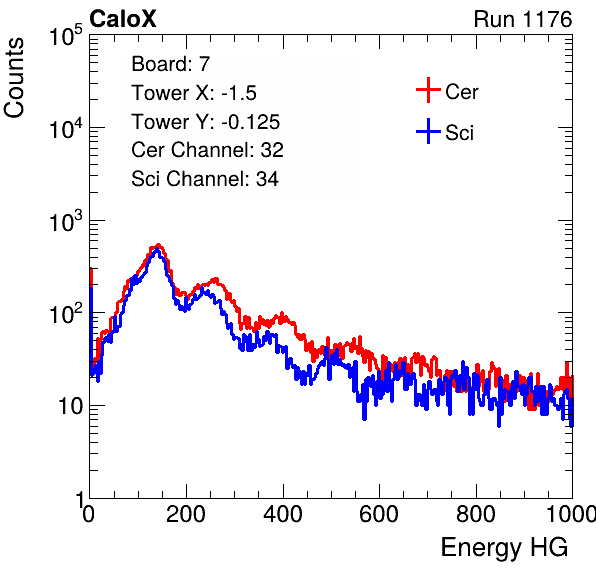 CaloX Run 1176
Counts
10^5
10^4
10^3
10^2
10
1
Board: 7
Tower X: -1.5
Tower Y: -0.125
Cer Channel: 32
Sci Channel: 34
Cer
Sci
0 200 400 600 800 1000
Energy HG